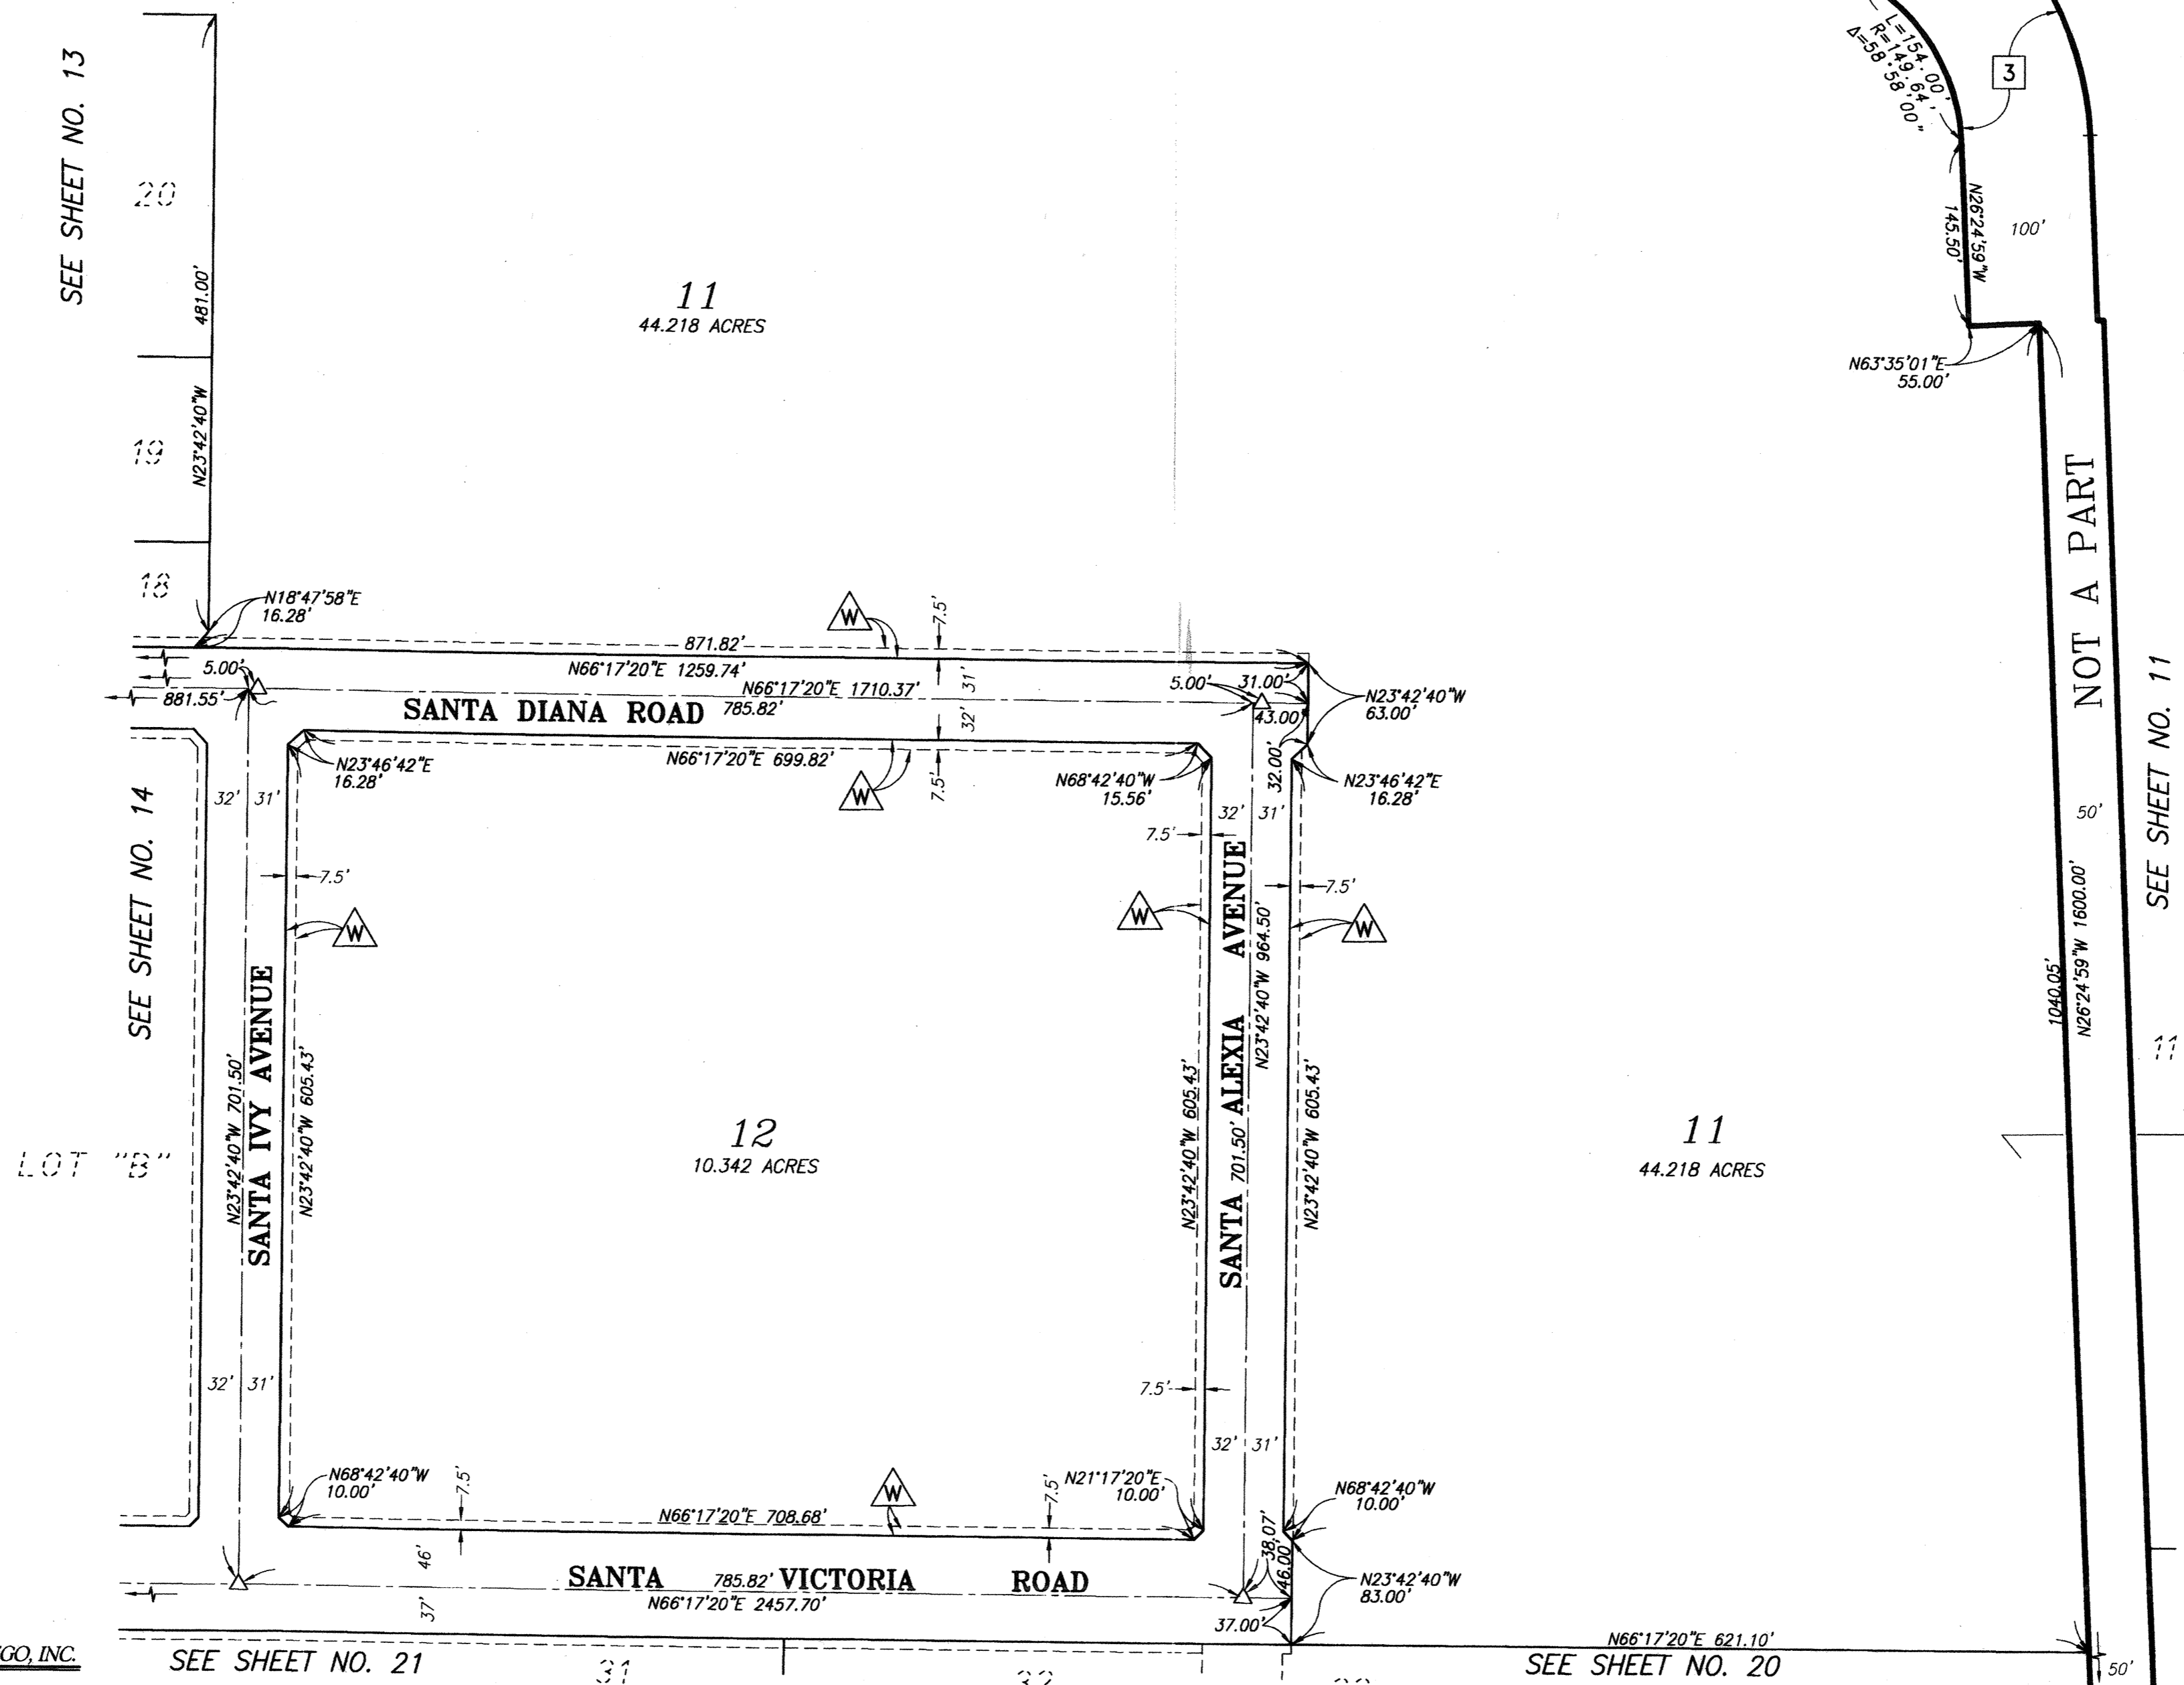 L=154.00'
R=149.64'
Δ=58°58'00"
3
SEE SHEET NO. 13
20
481.00'
N23°42'40"W
19
18
11
44.218 ACRES
N26°24'59"W
145.50'
100'
N63°35'01"E
55.00'
NOT A PART
SEE SHEET NO. 11
N18°47'58"E
16.28'
W
7.5'
871.82'
N66°17'20"E 1259.74'
31'
5.00'
N66°17'20"E 1710.37'
5.00'
31.00'
N23°42'40"W
63.00'
881.55'
SANTA DIANA ROAD
785.82'
32'
43.00'
N23°46'42"E
16.28'
N66°17'20"E 699.82'
W
7.5'
N68°42'40"W
15.56'
32.00'
N23°46'42"E
16.28'
32'
31'
32'
31'
7.5'
50'
SEE SHEET NO. 14
7.5'
W
W
7.5'
W
SANTA IVY AVENUE
N23°42'40"W 701.50'
N23°42'40"W 605.43'
12
10.342 ACRES
N23°42'40"W 605.43'
SANTA ALEXIA AVENUE
701.50'
N23°42'40"W 964.50'
N23°42'40"W 605.43'
11
44.218 ACRES
1040.05'
N26°24'59"W 1600.00'
11
LOT "B"
32'
31'
7.5'
32'
31'
N68°42'40"W
10.00'
7.5'
N66°17'20"E 708.68'
W
7.5'
N21°17'20"E
10.00'
N68°42'40"W
10.00'
38.07'
46.00'
46'
SANTA VICTORIA ROAD
785.82'
N66°17'20"E 2457.70'
37'
37.00'
N23°42'40"W
83.00'
N66°17'20"E 621.10'
GO, INC.
SEE SHEET NO. 21
31
32
SEE SHEET NO. 20
50'